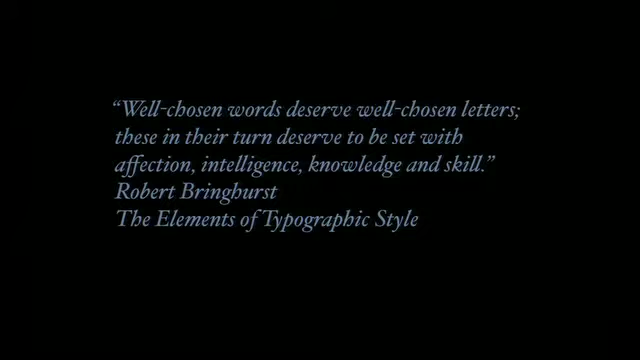 “Well-chosen words deserve well-chosen letters;
these in their turn deserve to be set with
affection, intelligence, knowledge and skill.”
Robert Bringhurst
The Elements of Typographic Style